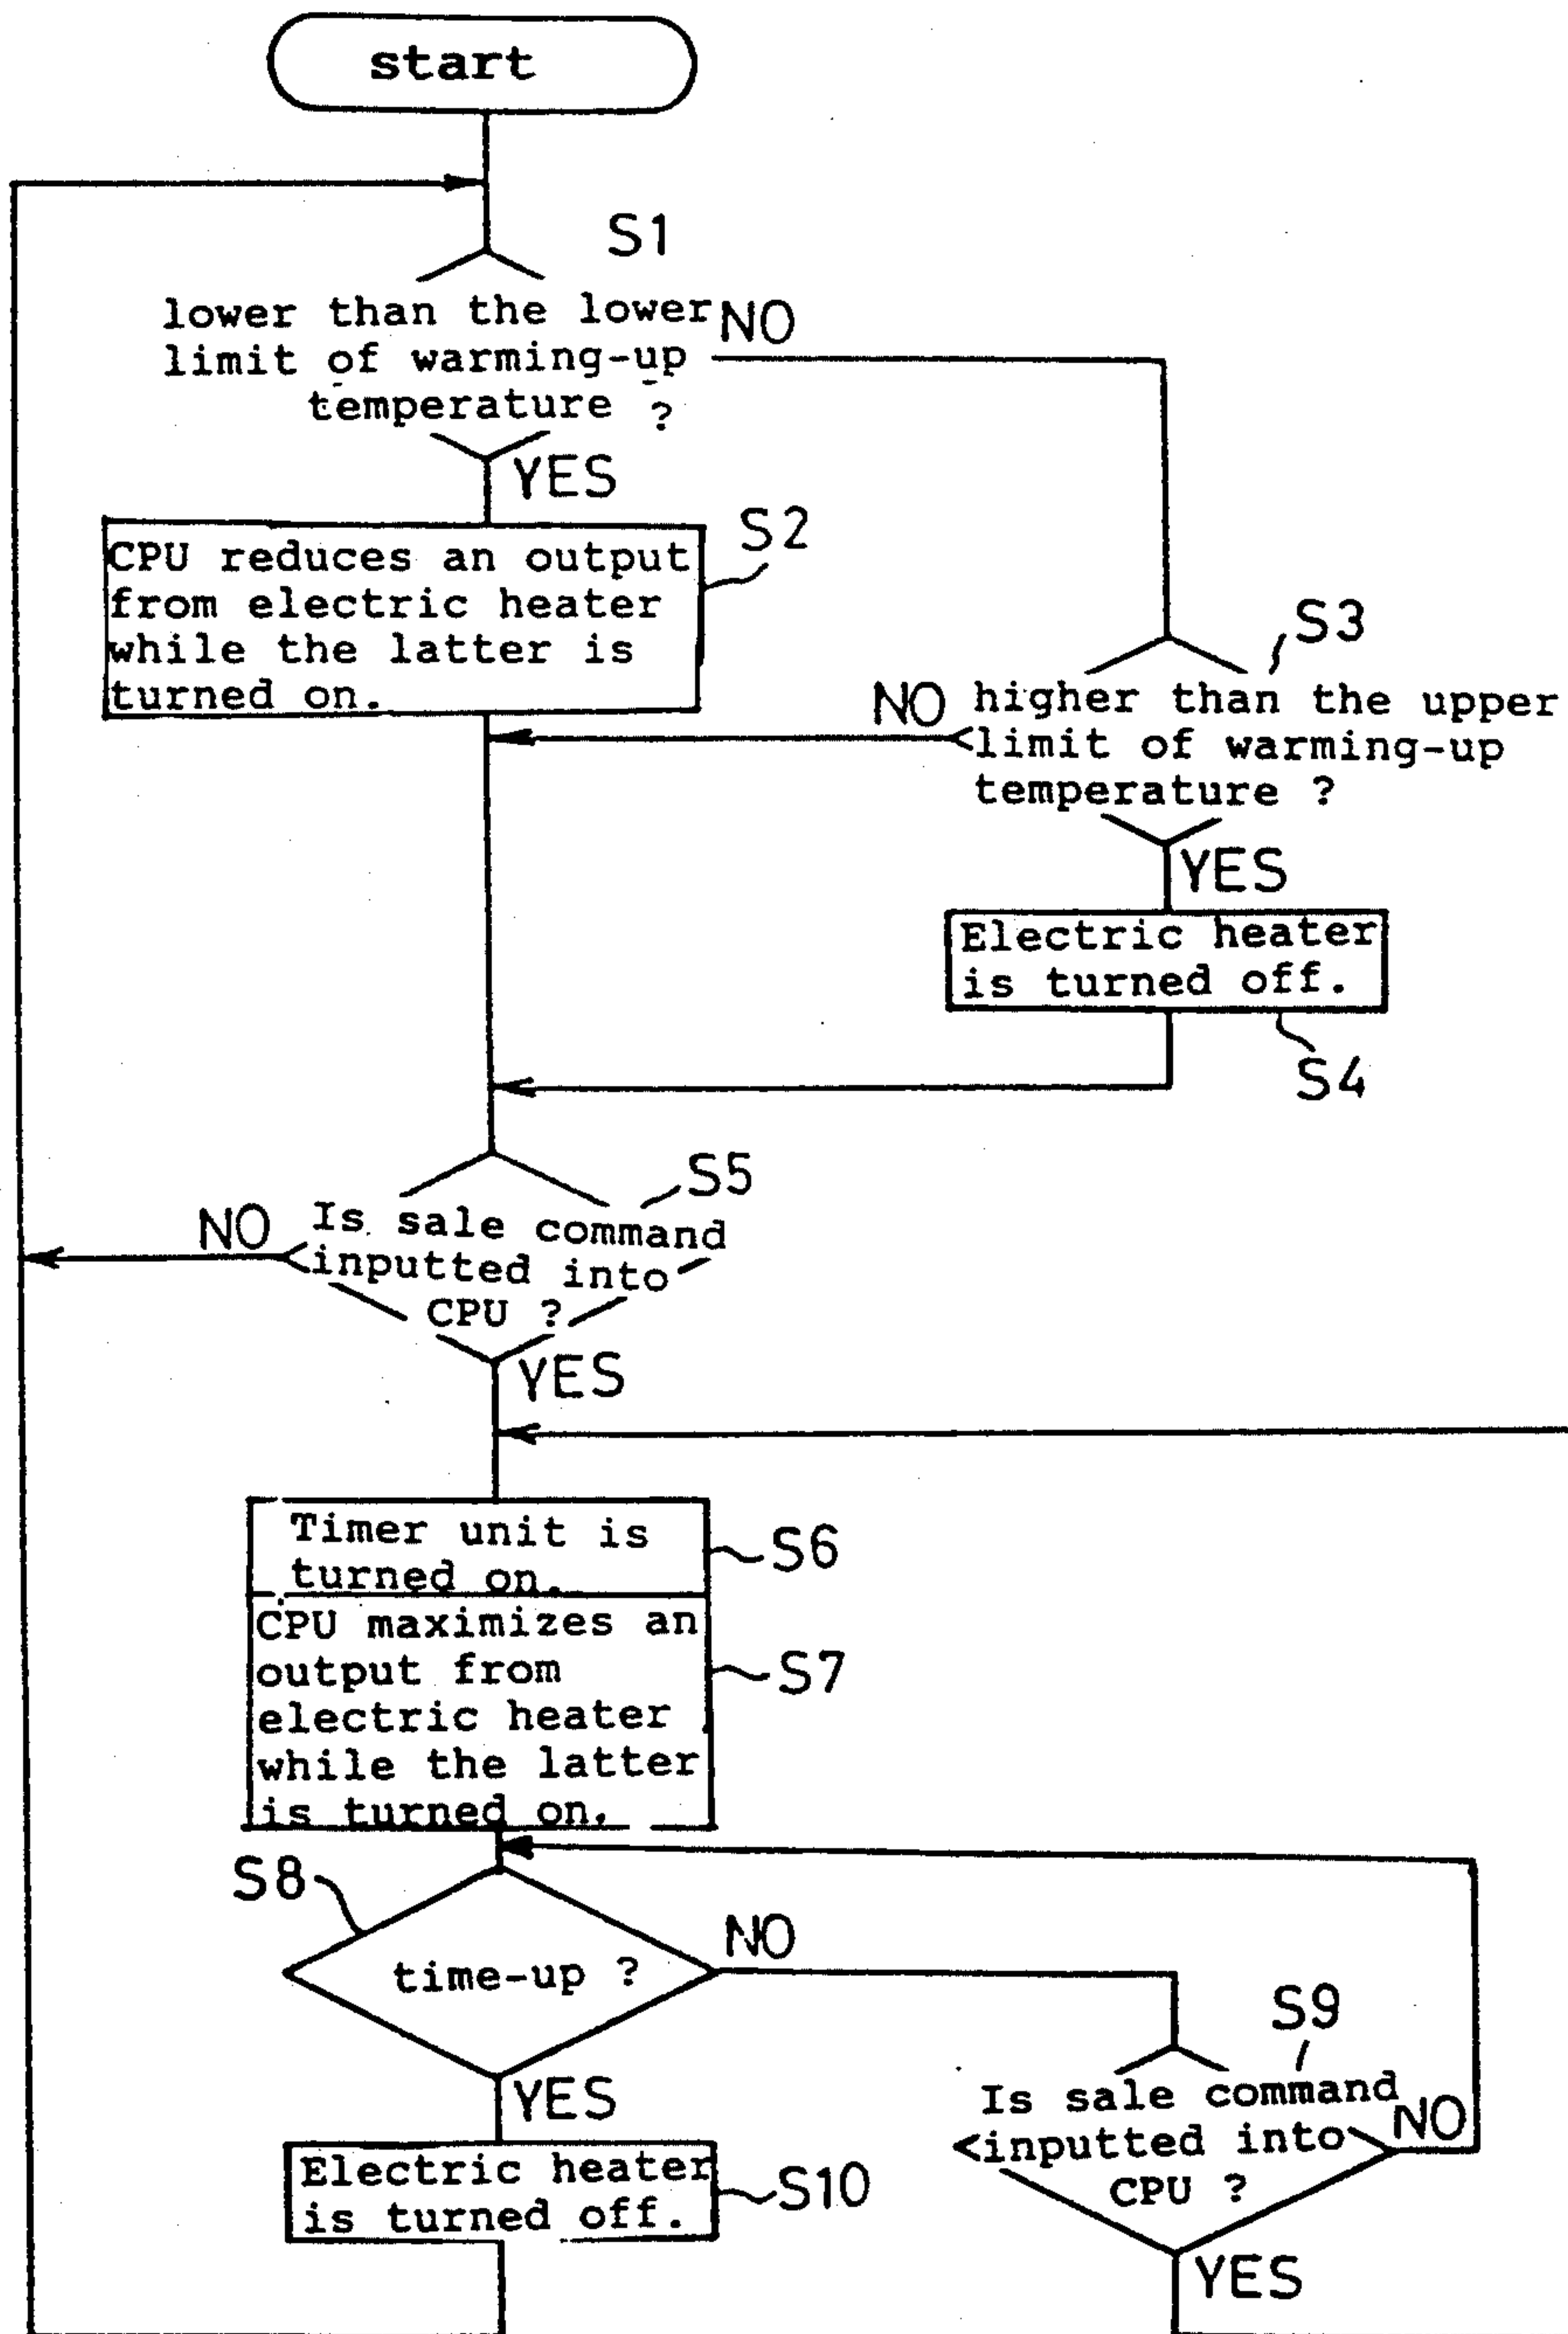 start
S1
lower than the lower
limit of warming-up
temperature ?
NO
YES
CPU reduces an output
from electric heater
while the latter is
turned on.
S2
S3
higher than the upper
limit of warming-up
temperature ?
NO
YES
Electric heater
is turned off.
S4
S5
Is sale command
inputted into
CPU ?
NO
YES
Timer unit is
turned on.
S6
CPU maximizes an
output from
electric heater
while the latter
is turned on.
S7
S8
time-up ?
NO
YES
S9
Is sale command
inputted into
CPU ?
NO
YES
Electric heater
is turned off.
S10